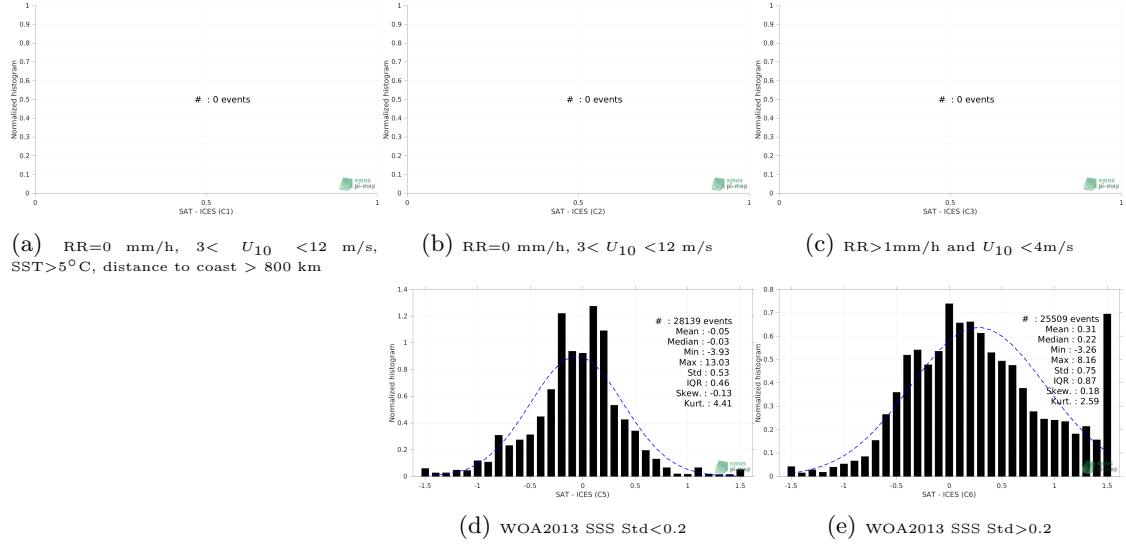 1
0.9
0.8
0.7
0.6
0.5
0.4
0.3
0.2
0.1
0
Normalized histogram
# : 0 events
smos
pi-mep
0 0.5 1
SAT - ICES (C1)
(a) RR=0 mm/h, 3< U10 <12 m/s,
SST>5°C, distance to coast > 800 km
1
0.9
0.8
0.7
0.6
0.5
0.4
0.3
0.2
0.1
0
Normalized histogram
# : 0 events
smos
pi-mep
0 0.5 1
SAT - ICES (C2)
(b) RR=0 mm/h, 3< U10 <12 m/s
1
0.9
0.8
0.7
0.6
0.5
0.4
0.3
0.2
0.1
0
Normalized histogram
# : 0 events
smos
pi-mep
0 0.5 1
SAT - ICES (C3)
(c) RR>1mm/h and U10 <4m/s
1.4
1.2
1
0.8
0.6
0.4
0.2
0
Normalized histogram
# : 28139 events
Mean : -0.05
Median : -0.03
Min : -3.93
Max : 13.03
Std : 0.53
IQR : 0.46
Skew. : -0.13
Kurt. : 4.41
smos
pi-mep
-1.5 -1 -0.5 0 0.5 1 1.5
SAT - ICES (C5)
(d) WOA2013 SSS Std<0.2
0.8
0.7
0.6
0.5
0.4
0.3
0.2
0.1
0
Normalized histogram
# : 25509 events
Mean : 0.31
Median : 0.22
Min : -3.26
Max : 8.16
Std : 0.75
IQR : 0.87
Skew. : 0.18
Kurt. : 2.59
smos
pi-mep
-1.5 -1 -0.5 0 0.5 1 1.5
SAT - ICES (C6)
(e) WOA2013 SSS Std>0.2